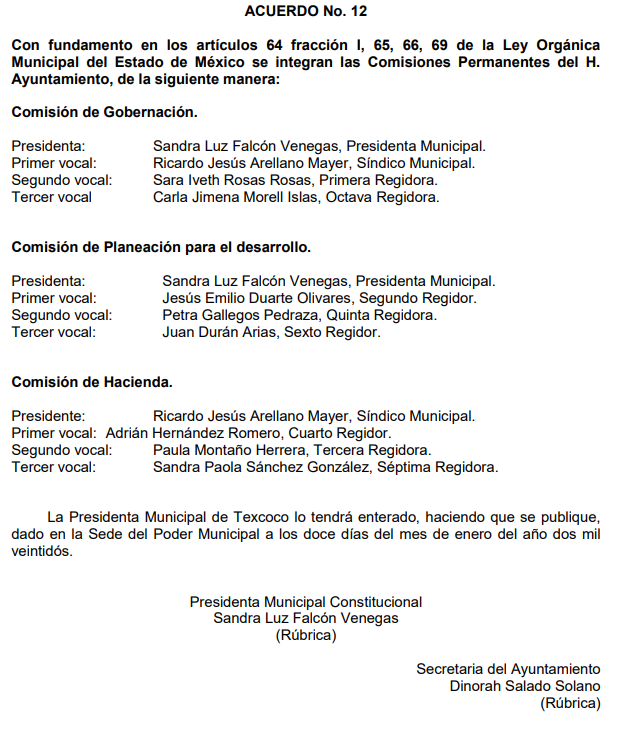 ACUERDO No. 12
Con fundamento en los artículos 64 fracción I, 65, 66, 69 de la Ley Orgánica
Municipal del Estado de México se integran las Comisiones Permanentes del H.
Ayuntamiento, de la siguiente manera:
Comisión de Gobernación.
Presidenta: Sandra Luz Falcón Venegas, Presidenta Municipal.
Primer vocal: Ricardo Jesús Arellano Mayer, Síndico Municipal.
Segundo vocal: Sara Iveth Rosas Rosas, Primera Regidora.
Tercer vocal Carla Jimena Morell Islas, Octava Regidora.
Comisión de Planeación para el desarrollo.
Presidenta: Sandra Luz Falcón Venegas, Presidenta Municipal.
Primer vocal: Jesús Emilio Duarte Olivares, Segundo Regidor.
Segundo vocal: Petra Gallegos Pedraza, Quinta Regidora.
Tercer vocal: Juan Durán Arias, Sexto Regidor.
Comisión de Hacienda.
Presidente: Ricardo Jesús Arellano Mayer, Síndico Municipal.
Primer vocal: Adrián Hernández Romero, Cuarto Regidor.
Segundo vocal: Paula Montaño Herrera, Tercera Regidora.
Tercer vocal: Sandra Paola Sánchez González, Séptima Regidora.
La Presidenta Municipal de Texcoco lo tendrá enterado, haciendo que se publique,
dado en la Sede del Poder Municipal a los doce días del mes de enero del año dos mil
veintidós.
Presidenta Municipal Constitucional
Sandra Luz Falcón Venegas
(Rúbrica)
Secretaria del Ayuntamiento
Dinorah Salado Solano
(Rúbrica)